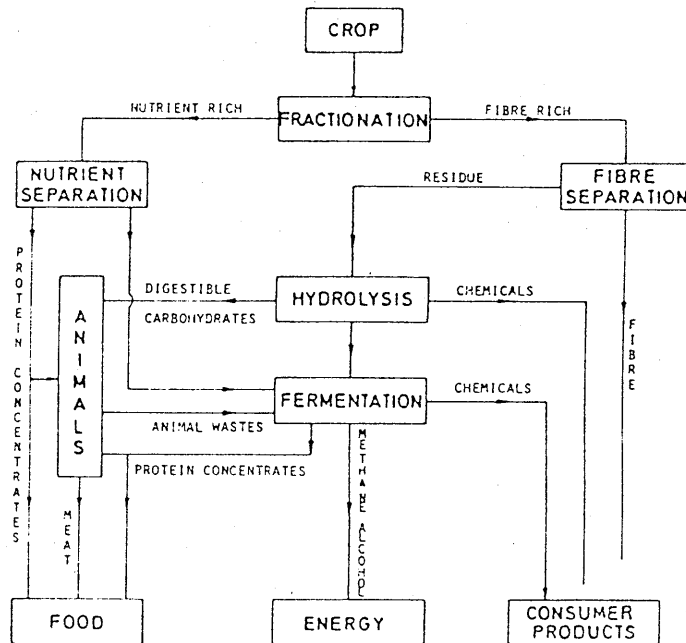 CROP
NUTRIENT RICH
FRACTIONATION
FIBRE RICH
NUTRIENT
SEPARATION
RESIDUE
FIBRE
SEPARATION
PROTEIN CONCENTRATES
ANIMALS
DIGESTIBLE
CARBOHYDRATES
HYDROLYSIS
CHEMICALS
FIBRE
FERMENTATION
CHEMICALS
ANIMAL WASTES
PROTEIN CONCENTRATES
MEAT
METHANE ALCOHOL
FOOD
ENERGY
CONSUMER
PRODUCTS